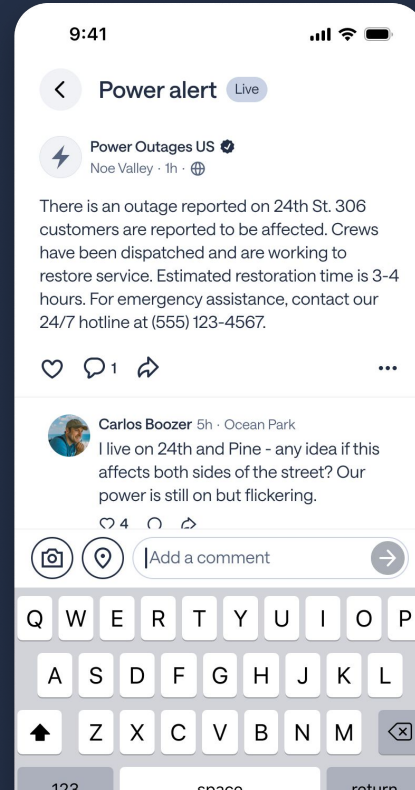 9:41
Power alert Live
Power Outages US
Noe Valley · 1h ·
There is an outage reported on 24th St. 306
customers are reported to be affected. Crews
have been dispatched and are working to
restore service. Estimated restoration time is 3-4
hours. For emergency assistance, contact our
24/7 hotline at (555) 123-4567.
1
Carlos Boozer 5h · Ocean Park
I live on 24th and Pine - any idea if this
affects both sides of the street? Our
power is still on but flickering.
4
Add a comment
Q W E R T Y U I O P
A S D F G H J K L
Z X C V B N M
123 space return